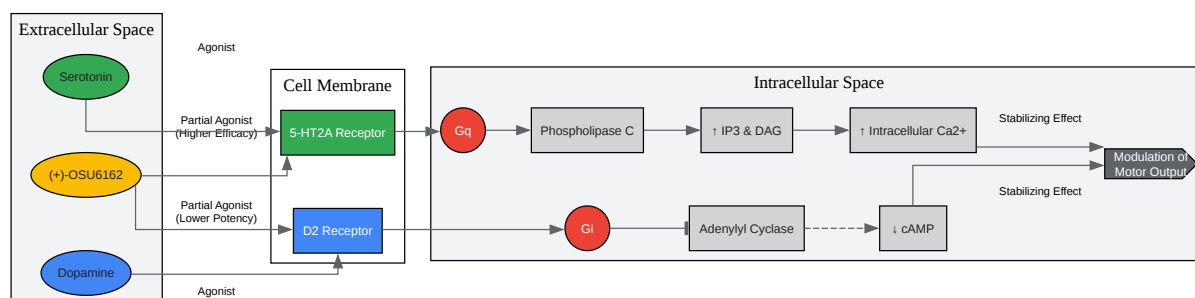 Extracellular Space
Serotonin
(+)-OSU6162
Dopamine
Agonist
Partial Agonist
(Higher Efficacy)
Partial Agonist
(Lower Potency)
Agonist
Cell Membrane
5-HT2A Receptor
D2 Receptor
Intracellular Space
Gq
Phospholipase C
↑ IP3 & DAG
↑ Intracellular Ca2+
Stabilizing Effect
Gi
Adenylyl Cyclase
↓ cAMP
Stabilizing Effect
Modulation of
Motor Output